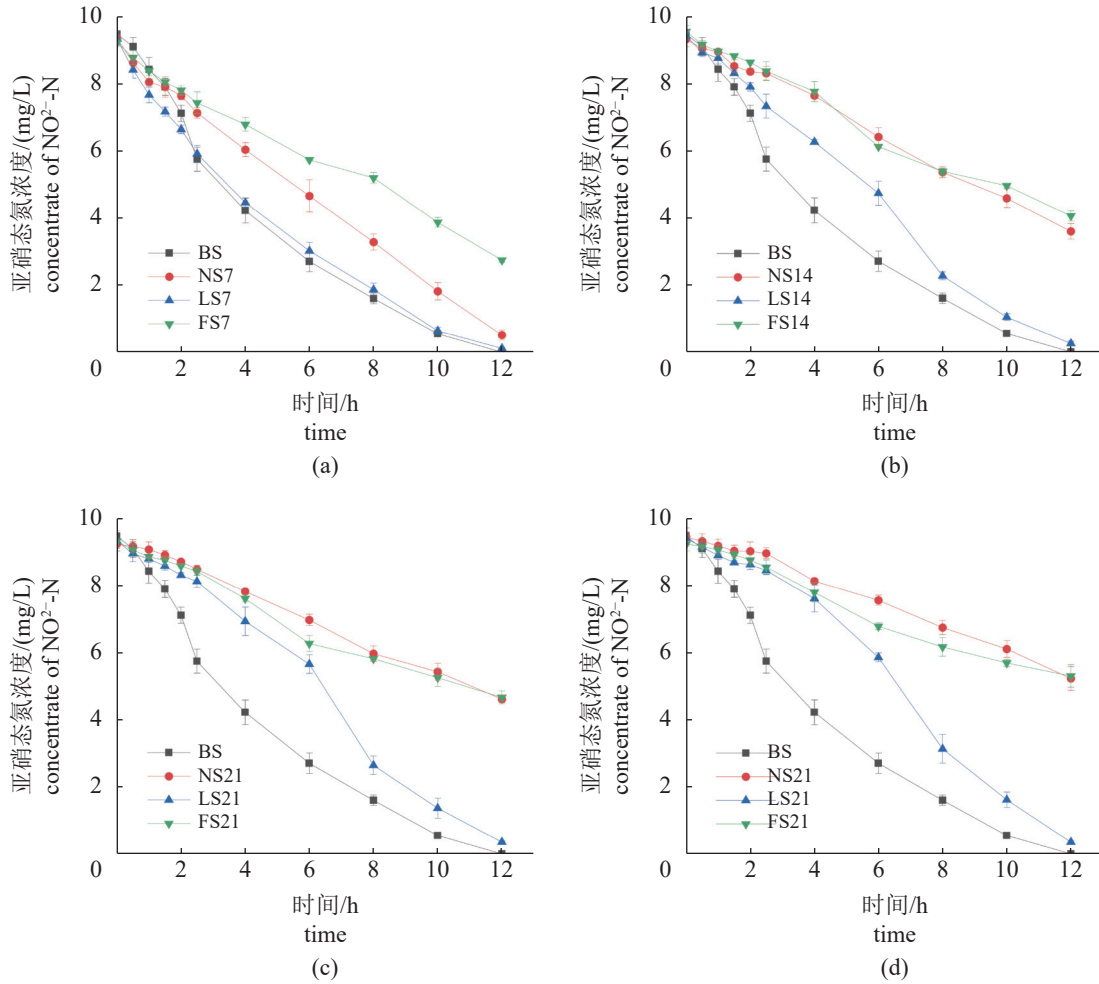 10
8
6
4
2
0
亚硝态氮浓度/(mg/L)
concentrate of NO²⁻-N
BS
NS7
LS7
FS7
2 4 6 8 10 12
时间/h
time
(a)
10
8
6
4
2
0
亚硝态氮浓度/(mg/L)
concentrate of NO²⁻-N
BS
NS14
LS14
FS14
2 4 6 8 10 12
时间/h
time
(b)
10
8
6
4
2
0
亚硝态氮浓度/(mg/L)
concentrate of NO²⁻-N
BS
NS21
LS21
FS21
2 4 6 8 10 12
时间/h
time
(c)
10
8
6
4
2
0
亚硝态氮浓度/(mg/L)
concentrate of NO²⁻-N
BS
NS21
LS21
FS21
2 4 6 8 10 12
时间/h
time
(d)